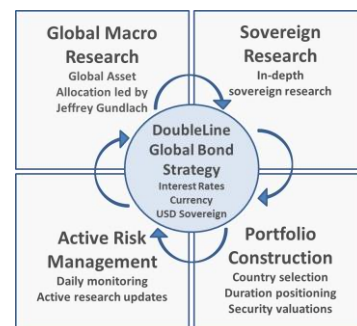 Global Macro
Research
Global Asset
Allocation led by
Jeffrey Gundlach
Sovereign
Research
In-depth
sovereign research
DoubleLine
Global Bond
Strategy
Interest Rates
Currency
USD Sovereign
Active Risk
Management
Daily monitoring
Active research updates
Portfolio
Construction
Country selection
Duration positioning
Security valuations